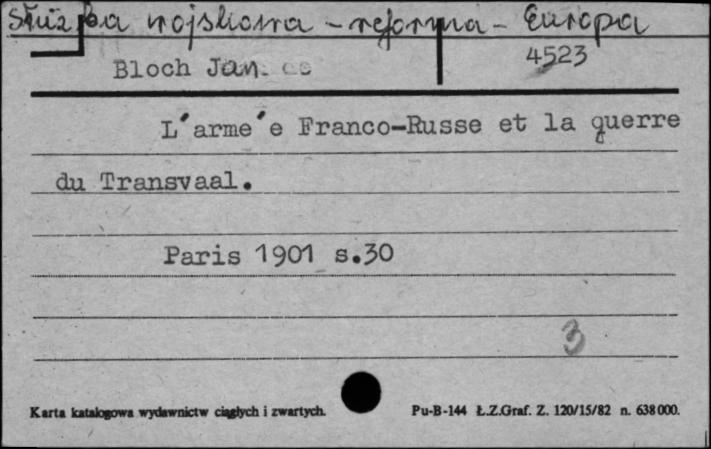 Służba wojskowa - reforma - Europa
Bloch Jan
4523
L'arme'e Franco-Russe et la querre
du Transvaal.
Paris 1901 s.30
3
Karta katalogowa wydawnictw ciągłych i zwartych.
Pu-B-144 Ł.Z.Graf. Z. 120/15/82 n. 638000.